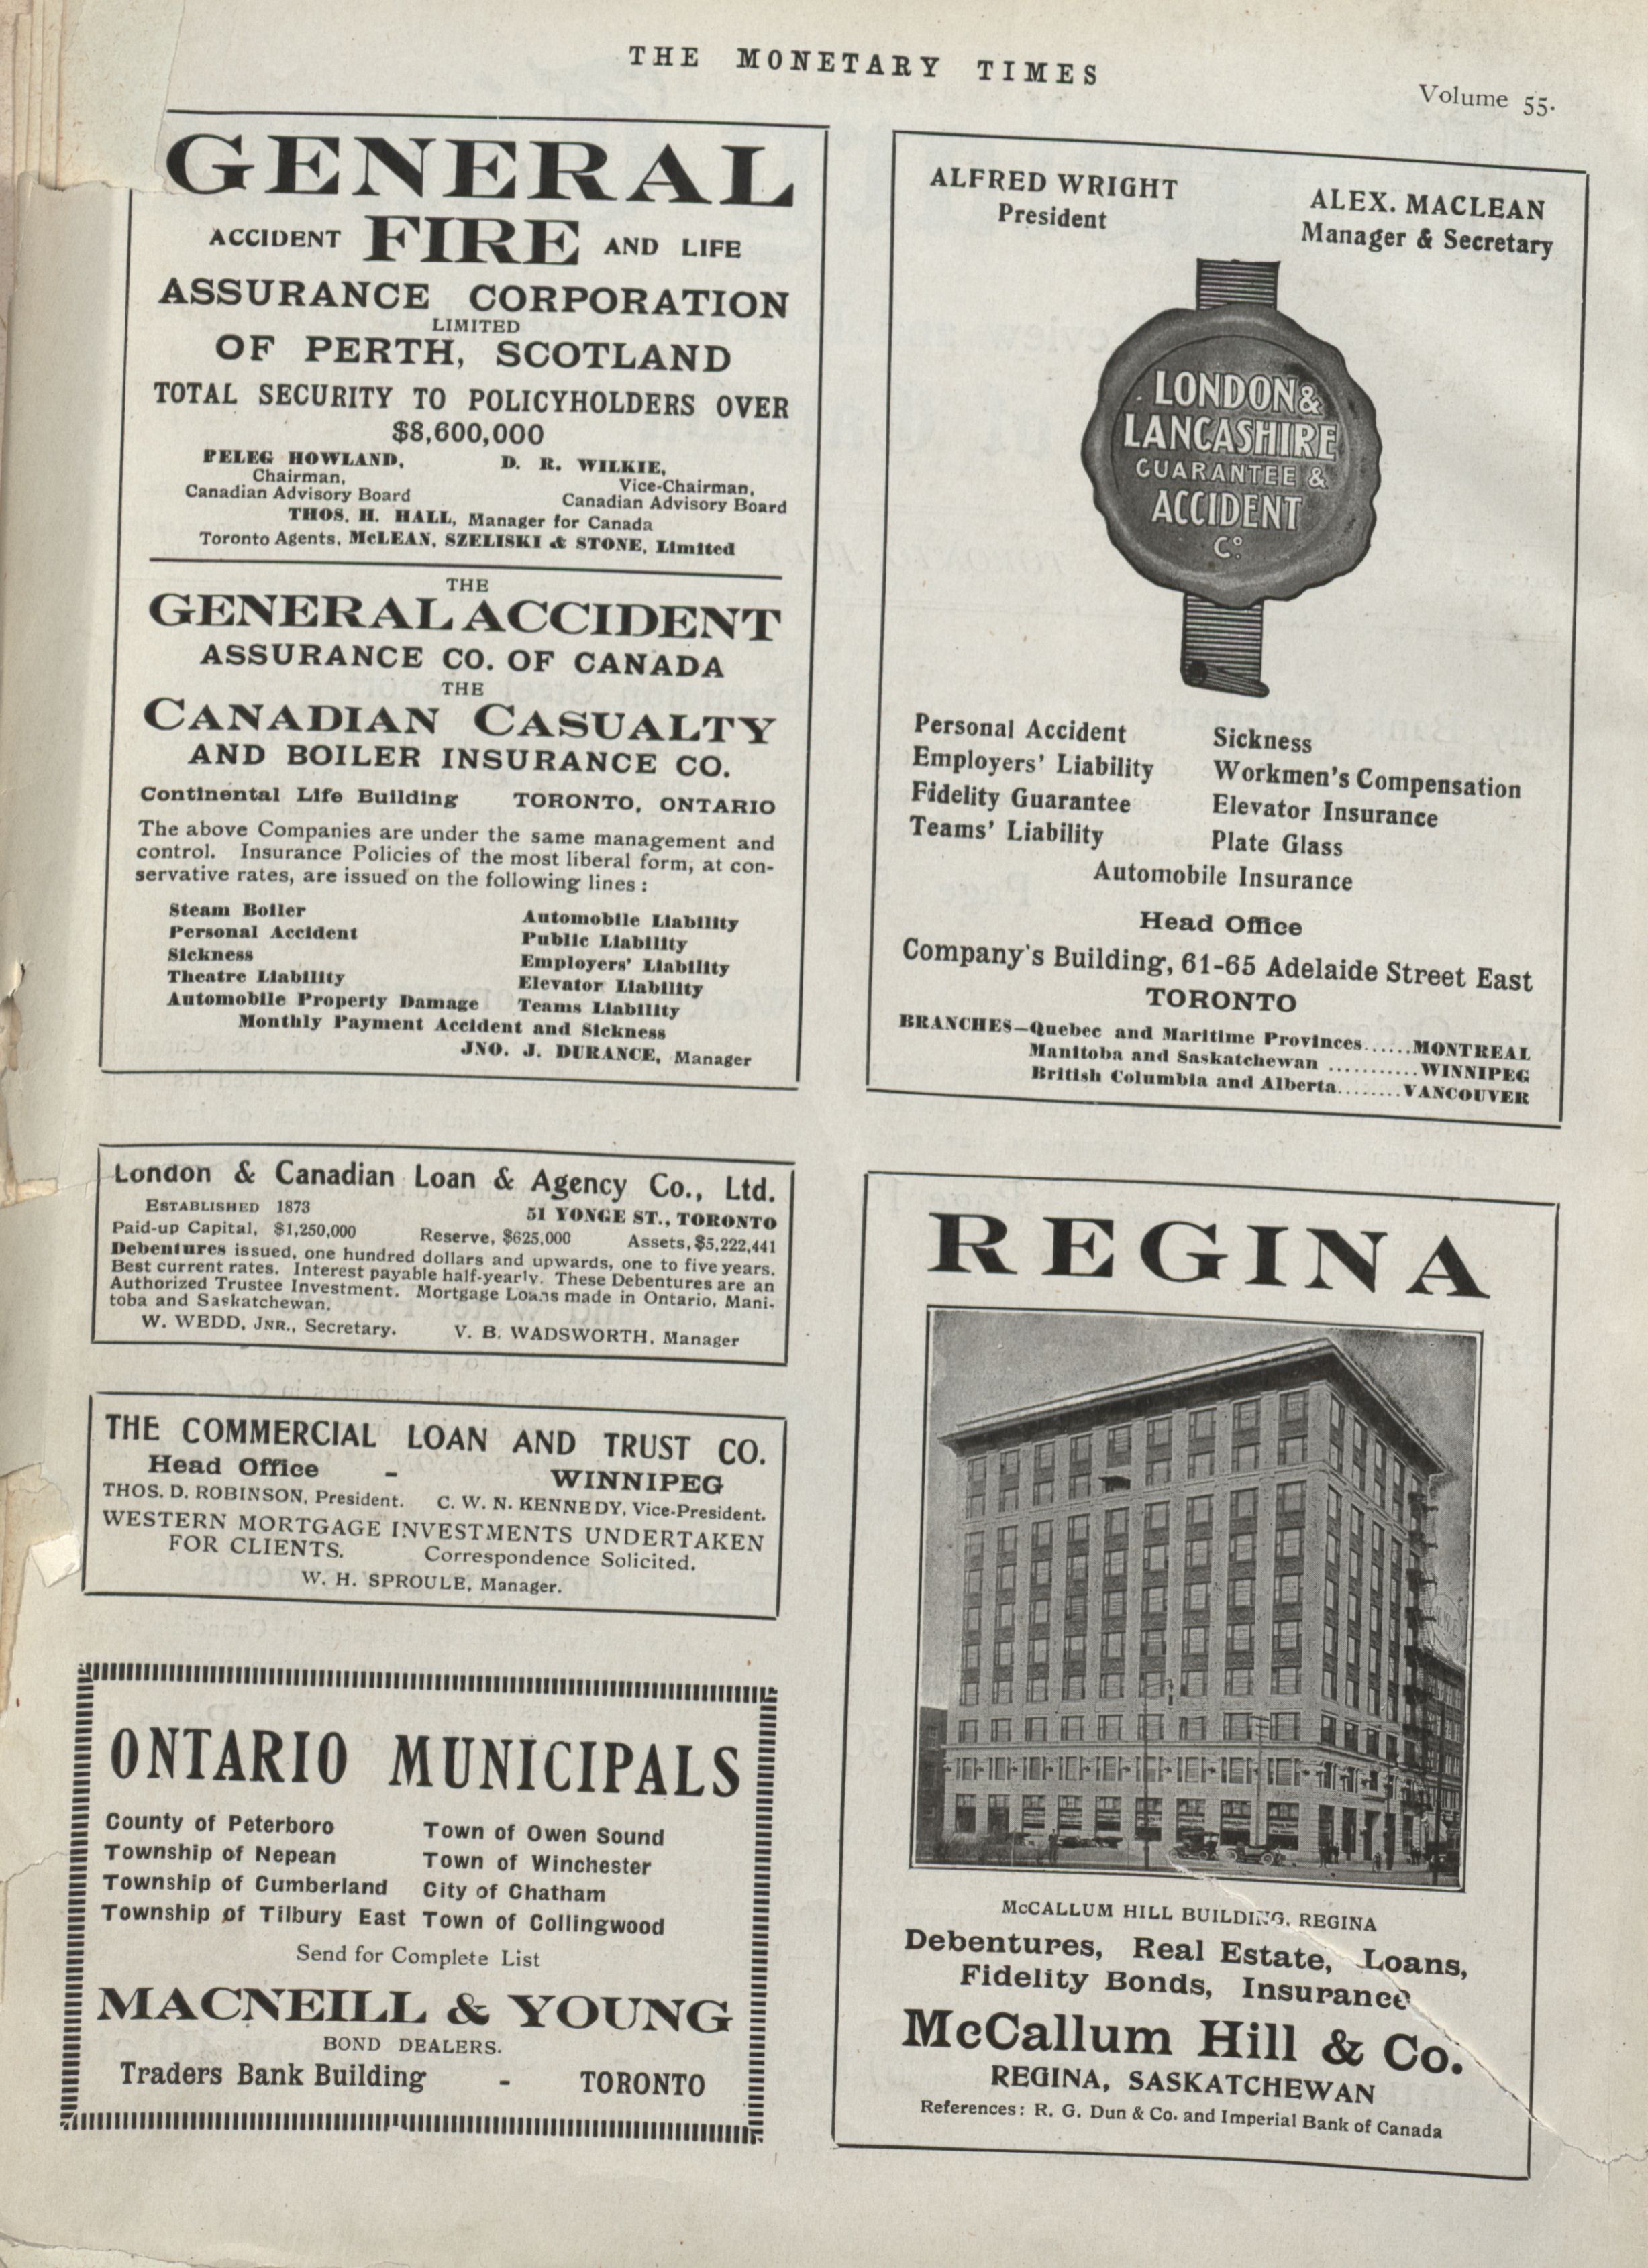 THE MONETARY TIMES
Volume 55.
GENERAL
ACCIDENT FIRE AND LIFE
ASSURANCE CORPORATION
LIMITED
OF PERTH, SCOTLAND
TOTAL SECURITY TO POLICYHOLDERS OVER
$8,600,000
PELEG HOWLAND, D. R. WILKIE,
Chairman, Vice-Chairman,
Canadian Advisory Board Canadian Advisory Board
THOS. H. HALL, Manager for Canada
Toronto Agents, McLEAN, SZELISKI & STONE, Limited
THE
GENERAL ACCIDENT
ASSURANCE CO. OF CANADA
THE
CANADIAN CASUALTY
AND BOILER INSURANCE CO.
Continental Life Building TORONTO, ONTARIO
The above Companies are under the same management and
control. Insurance Policies of the most liberal form, at con-
servative rates, are issued on the following lines:
Steam Boiler Automobile Liability
Personal Accident Public Liability
Sickness Employers' Liability
Theatre Liability Elevator Liability
Automobile Property Damage Teams Liability
Monthly Payment Accident and Sickness
JNO. J. DURANCE, Manager
London & Canadian Loan & Agency Co., Ltd.
ESTABLISHED 1873 51 YONGE ST., TORONTO
Paid-up Capital, $1,250,000 Reserve, $625,000 Assets, $5,222,441
Debentures issued, one hundred dollars and upwards, one to five years.
Best current rates. Interest payable half-yearly. These Debentures are an
Authorized Trustee Investment. Mortgage Loans made in Ontario, Mani-
toba and Saskatchewan.
W. WEDD, JNR., Secretary. V. B. WADSWORTH, Manager
THE COMMERCIAL LOAN AND TRUST CO.
Head Office - WINNIPEG
THOS. D. ROBINSON, President. C. W. N. KENNEDY, Vice-President.
WESTERN MORTGAGE INVESTMENTS UNDERTAKEN
FOR CLIENTS. Correspondence Solicited.
W. H. SPROULE, Manager.
ONTARIO MUNICIPALS
County of Peterboro Town of Owen Sound
Township of Nepean Town of Winchester
Township of Cumberland City of Chatham
Township of Tilbury East Town of Collingwood
Send for Complete List
MACNEILL & YOUNG
BOND DEALERS.
Traders Bank Building - TORONTO
ALFRED WRIGHT ALEX. MACLEAN
President Manager & Secretary
LONDON &
LANCASHIRE
GUARANTEE &
ACCIDENT
Co
Personal Accident Sickness
Employers' Liability Workmen's Compensation
Fidelity Guarantee Elevator Insurance
Teams' Liability Plate Glass
Automobile Insurance
Head Office
Company's Building, 61-65 Adelaide Street East
TORONTO
BRANCHES—Quebec and Maritime Provinces......MONTREAL
Manitoba and Saskatchewan ...........WINNIPEG
British Columbia and Alberta........VANCOUVER
REGINA
McCALLUM HILL BUILDING, REGINA
Debentures, Real Estate, Loans,
Fidelity Bonds, Insurance
McCallum Hill & Co.
REGINA, SASKATCHEWAN
References: R. G. Dun & Co. and Imperial Bank of Canada